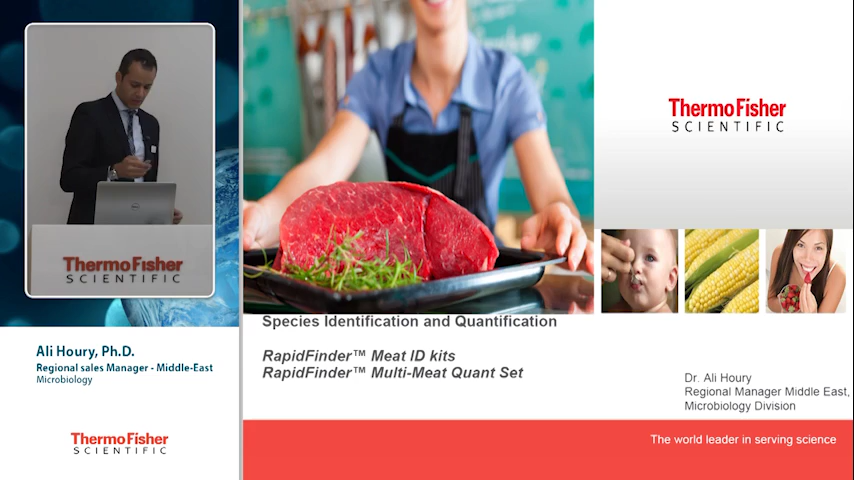 ThermoFisher
SCIENTIFIC
Ali Houry, Ph.D.
Regional sales Manager - Middle-East
Microbiology
ThermoFisher
SCIENTIFIC
ThermoFisher
SCIENTIFIC
Species Identification and Quantification
RapidFinder™ Meat ID kits
RapidFinder™ Multi-Meat Quant Set
Dr. Ali Houry
Regional Manager Middle East,
Microbiology Division
The world leader in serving science